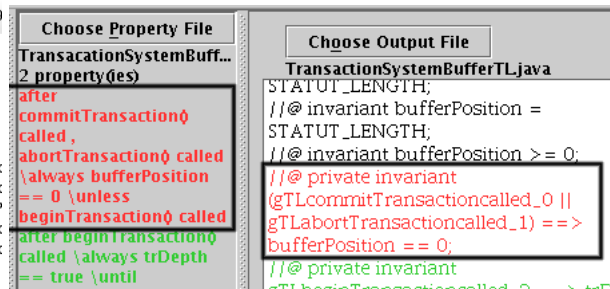 Choose Property File
TransacationSystemBuff...
2 property(ies)
after
commitTransaction()
called ,
abortTransaction() called
\always bufferPosition
== 0 \unless
beginTransaction() called
after beginTransaction()
called \always trDepth
== true \until
Choose Output File
TransactionSystemBufferTL.java
STATUT_LENGTH;
//@ invariant bufferPosition =
STATUT_LENGTH;
//@ invariant bufferPosition >= 0;
//@ private invariant
(gTLcommitTransactioncalled_0 ||
gTLabortTransactioncalled_1) ==>
bufferPosition == 0;
//@ private invariant